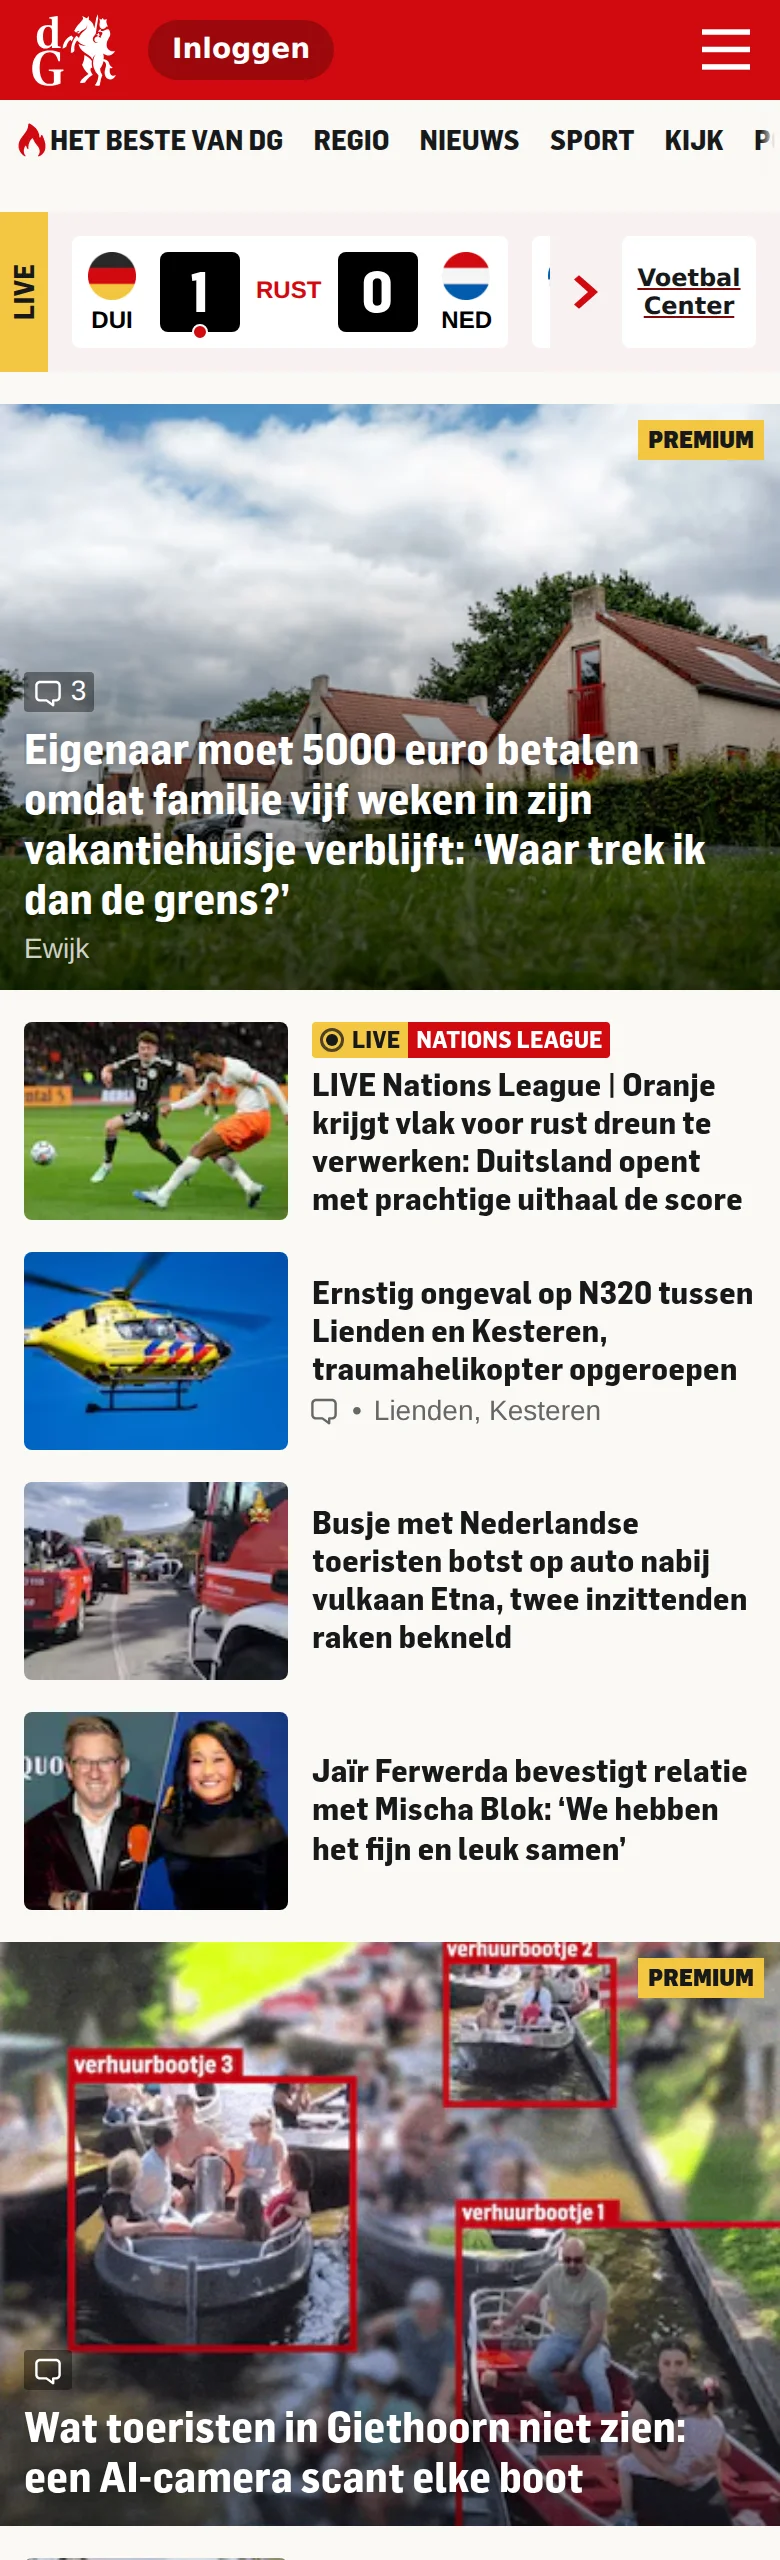 dG
Inloggen
HET BESTE VAN DG REGIO NIEUWS SPORT KIJK
LIVE
1 RUST 0
DUI NED
Voetbal
Center
PREMIUM
3
Eigenaar moet 5000 euro betalen
omdat familie vijf weken in zijn
vakantiehuisje verblijft: ‘Waar trek ik
dan de grens?’
Ewijk
LIVE NATIONS LEAGUE
LIVE Nations League | Oranje
krijgt vlak voor rust dreun te
verwerken: Duitsland opent
met prachtige uithaal de score
Ernstig ongeval op N320 tussen
Lienden en Kesteren,
traumahelikopter opgeroepen
• Lienden, Kesteren
Busje met Nederlandse
toeristen botst op auto nabij
vulkaan Etna, twee inzittenden
raken bekneld
Jaïr Ferwerda bevestigt relatie
met Mischa Blok: ‘We hebben
het fijn en leuk samen’
verhuurbootje 2
PREMIUM
verhuurbootje 3
verhuurbootje 1
Wat toeristen in Giethoorn niet zien:
een AI-camera scant elke boot